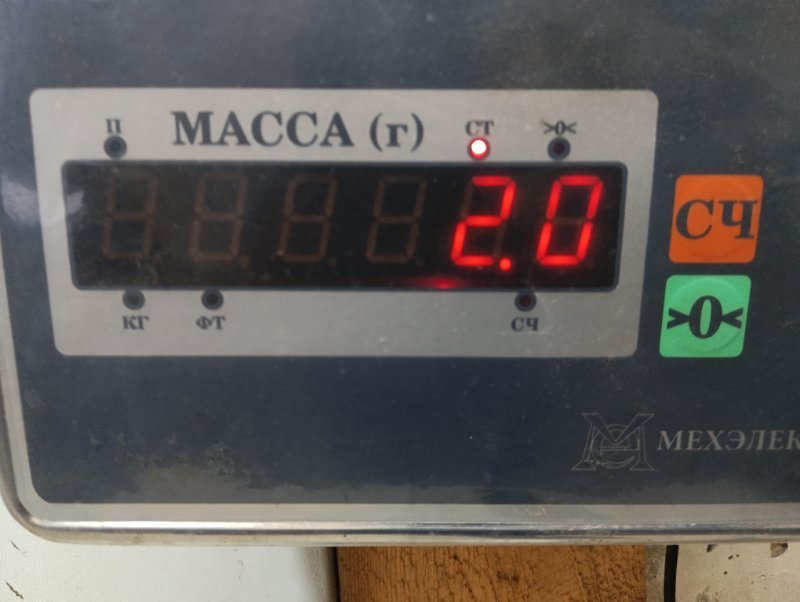 П МАССА (г) СТ >0<
2.0
КГ ФТ СЧ
СЧ
>0<
МЕХЭЛЕК